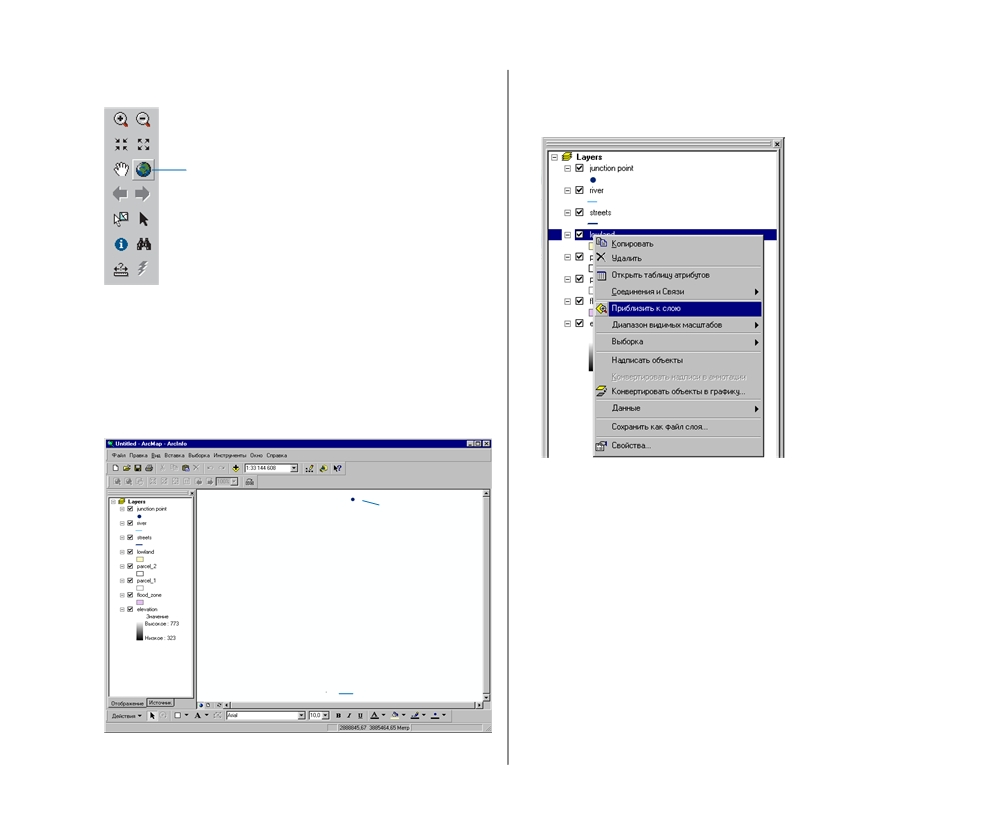 Untitled - ArcMap - ArcInfo
Файл Правка Вид Вставка Выборка Инструменты Окно Справка
1:33 144 608
100%
Layers
junction point
river
streets
lowland
parcel_2
parcel_1
flood_zone
elevation
Значение
Высокое : 773
Низкое : 323
Отображение Источник
Действия Arial 10,0 B I U A
2888845,67 3885464,65 Метр
Layers
junction point
river
streets
lowland
Копировать
Удалить
Открыть таблицу атрибутов
Соединения и Связи
Приблизить к слою
Диапазон видимых масштабов
Выборка
Надписать объекты
Конвертировать надписи в аннотации
Конвертировать объекты в графику...
Данные
Сохранить как файл слоя...
Свойства...